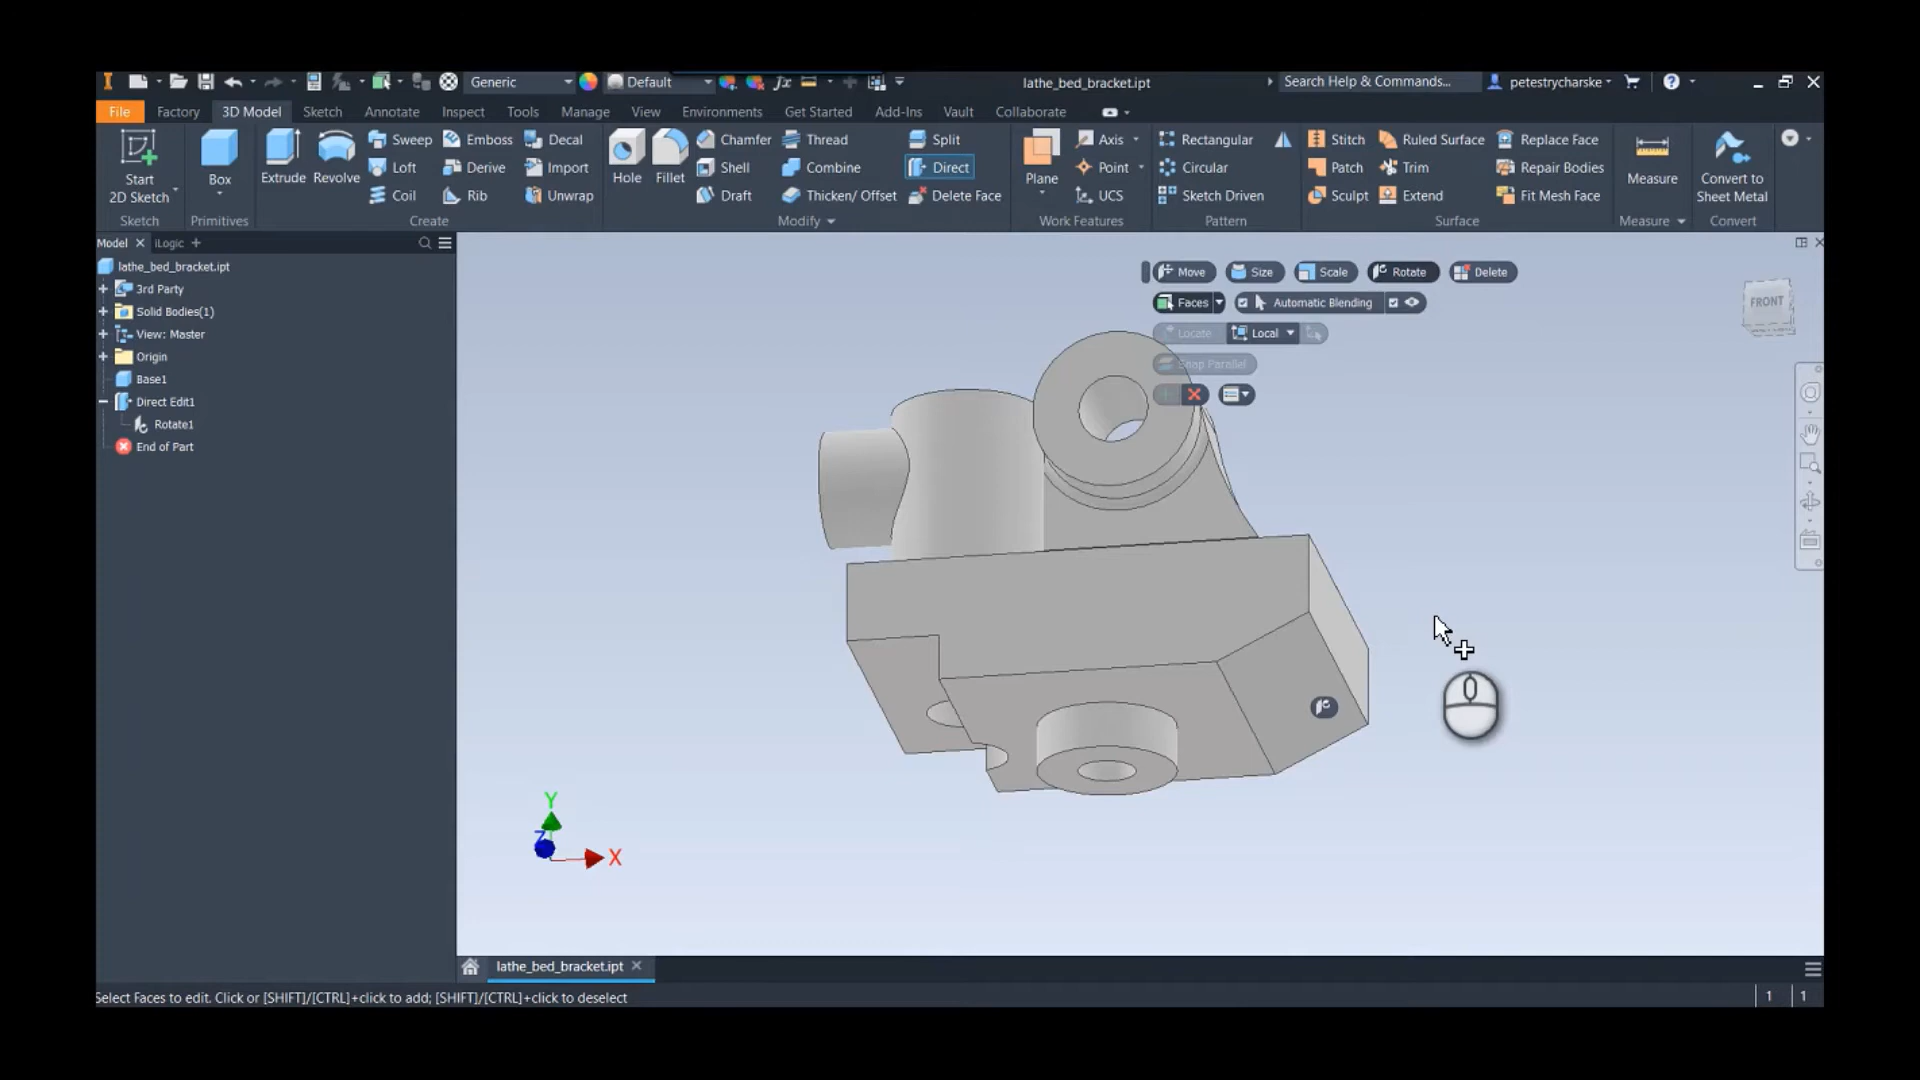 Generic Default lathe_bed_bracket.ipt Search Help & Commands... petestrycharske
File Factory 3D Model Sketch Annotate Inspect Tools Manage View Environments Get Started Add-Ins Vault Collaborate
Start 2D Sketch
Sketch
Box
Primitives
Extrude Revolve
Sweep Emboss Decal
Loft Derive Import
Coil Rib Unwrap
Create
Hole Fillet
Chamfer Thread Split
Shell Combine Direct
Draft Thicken/ Offset Delete Face
Modify
Plane
Axis
Point
UCS
Work Features
Rectangular
Circular
Sketch Driven
Pattern
Stitch Ruled Surface Replace Face
Patch Trim Repair Bodies
Sculpt Extend Fit Mesh Face
Surface
Measure
Measure
Convert to Sheet Metal
Convert
Model iLogic
lathe_bed_bracket.ipt
3rd Party
Solid Bodies(1)
View: Master
Origin
Base1
Direct Edit1
Rotate1
End of Part
Move Size Scale Rotate Delete
Faces Automatic Blending
Locate Local
Snap Parallel
FRONT
Y
Z
X
lathe_bed_bracket.ipt
Select Faces to edit. Click or [SHIFT]/[CTRL]+click to add; [SHIFT]/[CTRL]+click to deselect
1 1